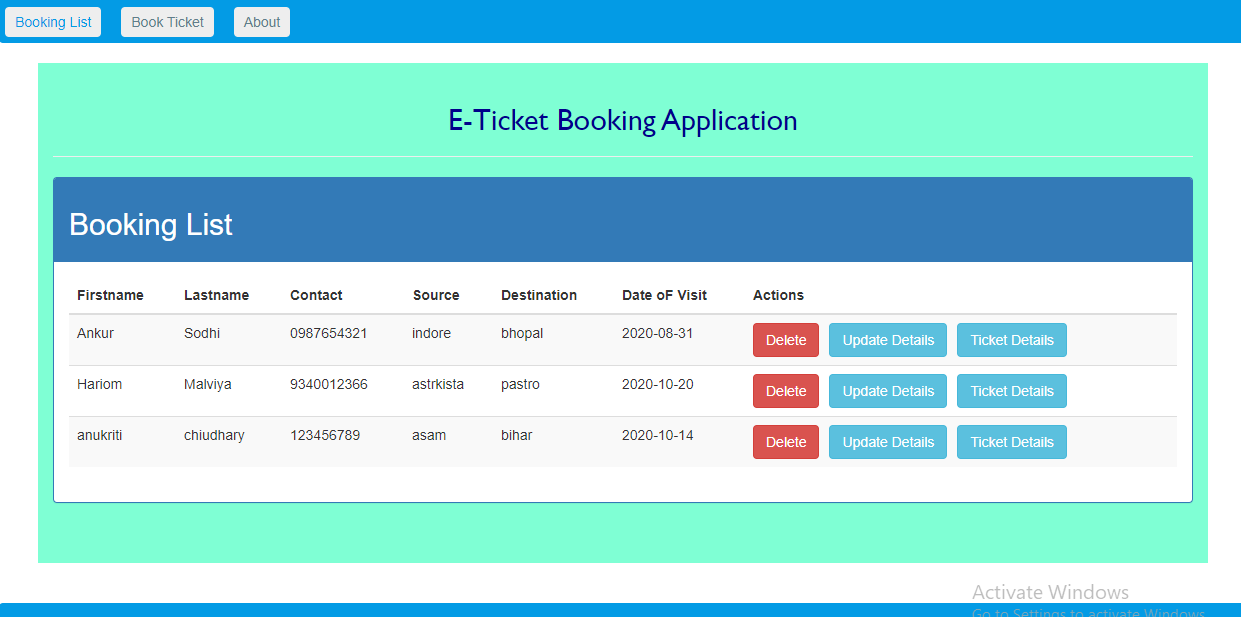 Booking List Book Ticket About
E-Ticket Booking Application
Booking List
Firstname Lastname Contact Source Destination Date oF Visit Actions
Ankur Sodhi 0987654321 indore bhopal 2020-08-31 Delete Update Details Ticket Details
Hariom Malviya 9340012366 astrkista pastro 2020-10-20 Delete Update Details Ticket Details
anukriti chiudhary 123456789 asam bihar 2020-10-14 Delete Update Details Ticket Details
Activate Windows
Go to Settings to activate Windows.